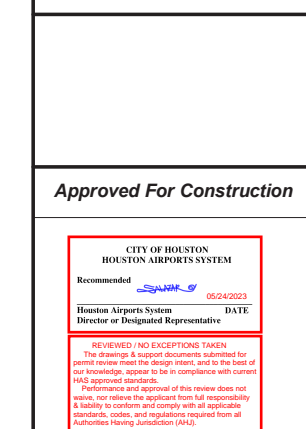 Approved For Construction
CITY OF HOUSTON
HOUSTON AIRPORTS SYSTEM
Recommended
05/24/2023
Houston Airports System DATE
Director or Designated Representative
REVIEWED / NO EXCEPTIONS TAKEN
The drawings & support documents submitted for
permit review meet the design intent, and to the best of
our knowledge, appear to be in compliance with current
HAS approved standards.
Performance and approval of this review does not
waive, nor relieve the applicant from full responsibility
& liability to conform and comply with all applicable
standards, codes, and regulations required from all
Authorities Having Jurisdiction (AHJ).